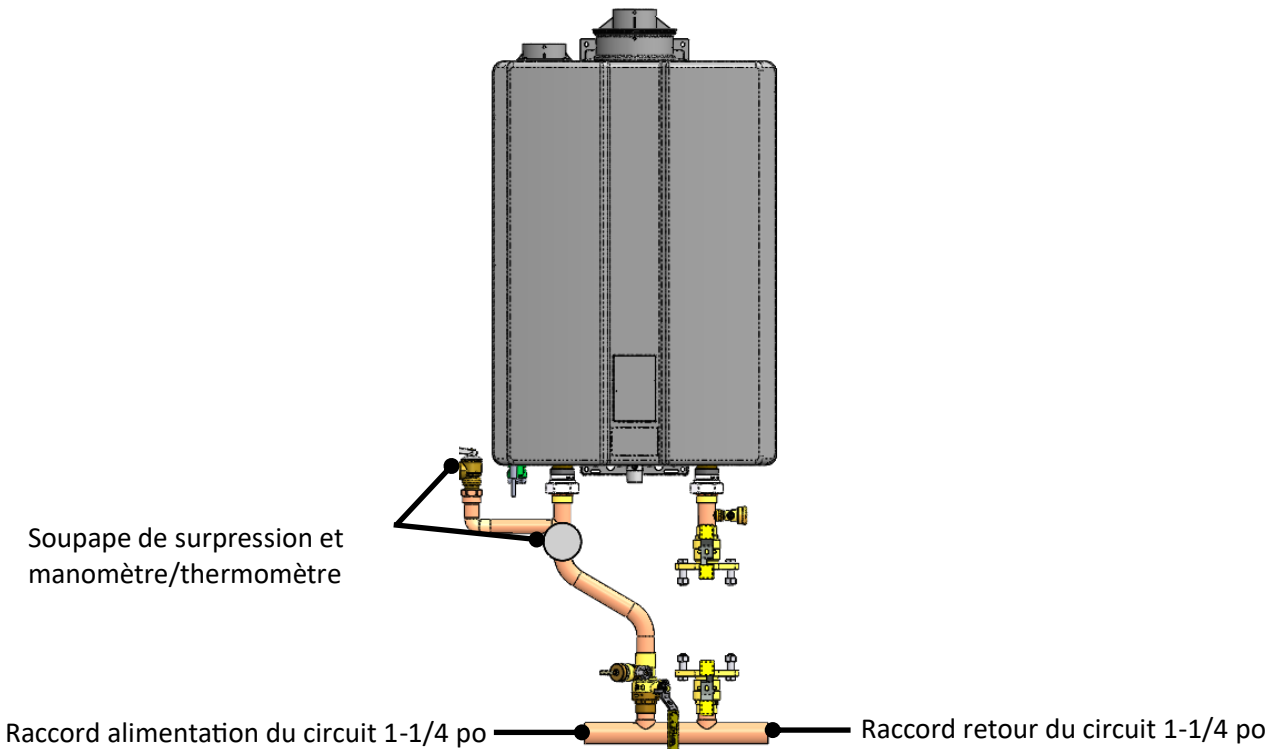 Soupape de surpression et
manomètre/thermomètre
Raccord alimentation du circuit 1-1/4 po
Raccord retour du circuit 1-1/4 po